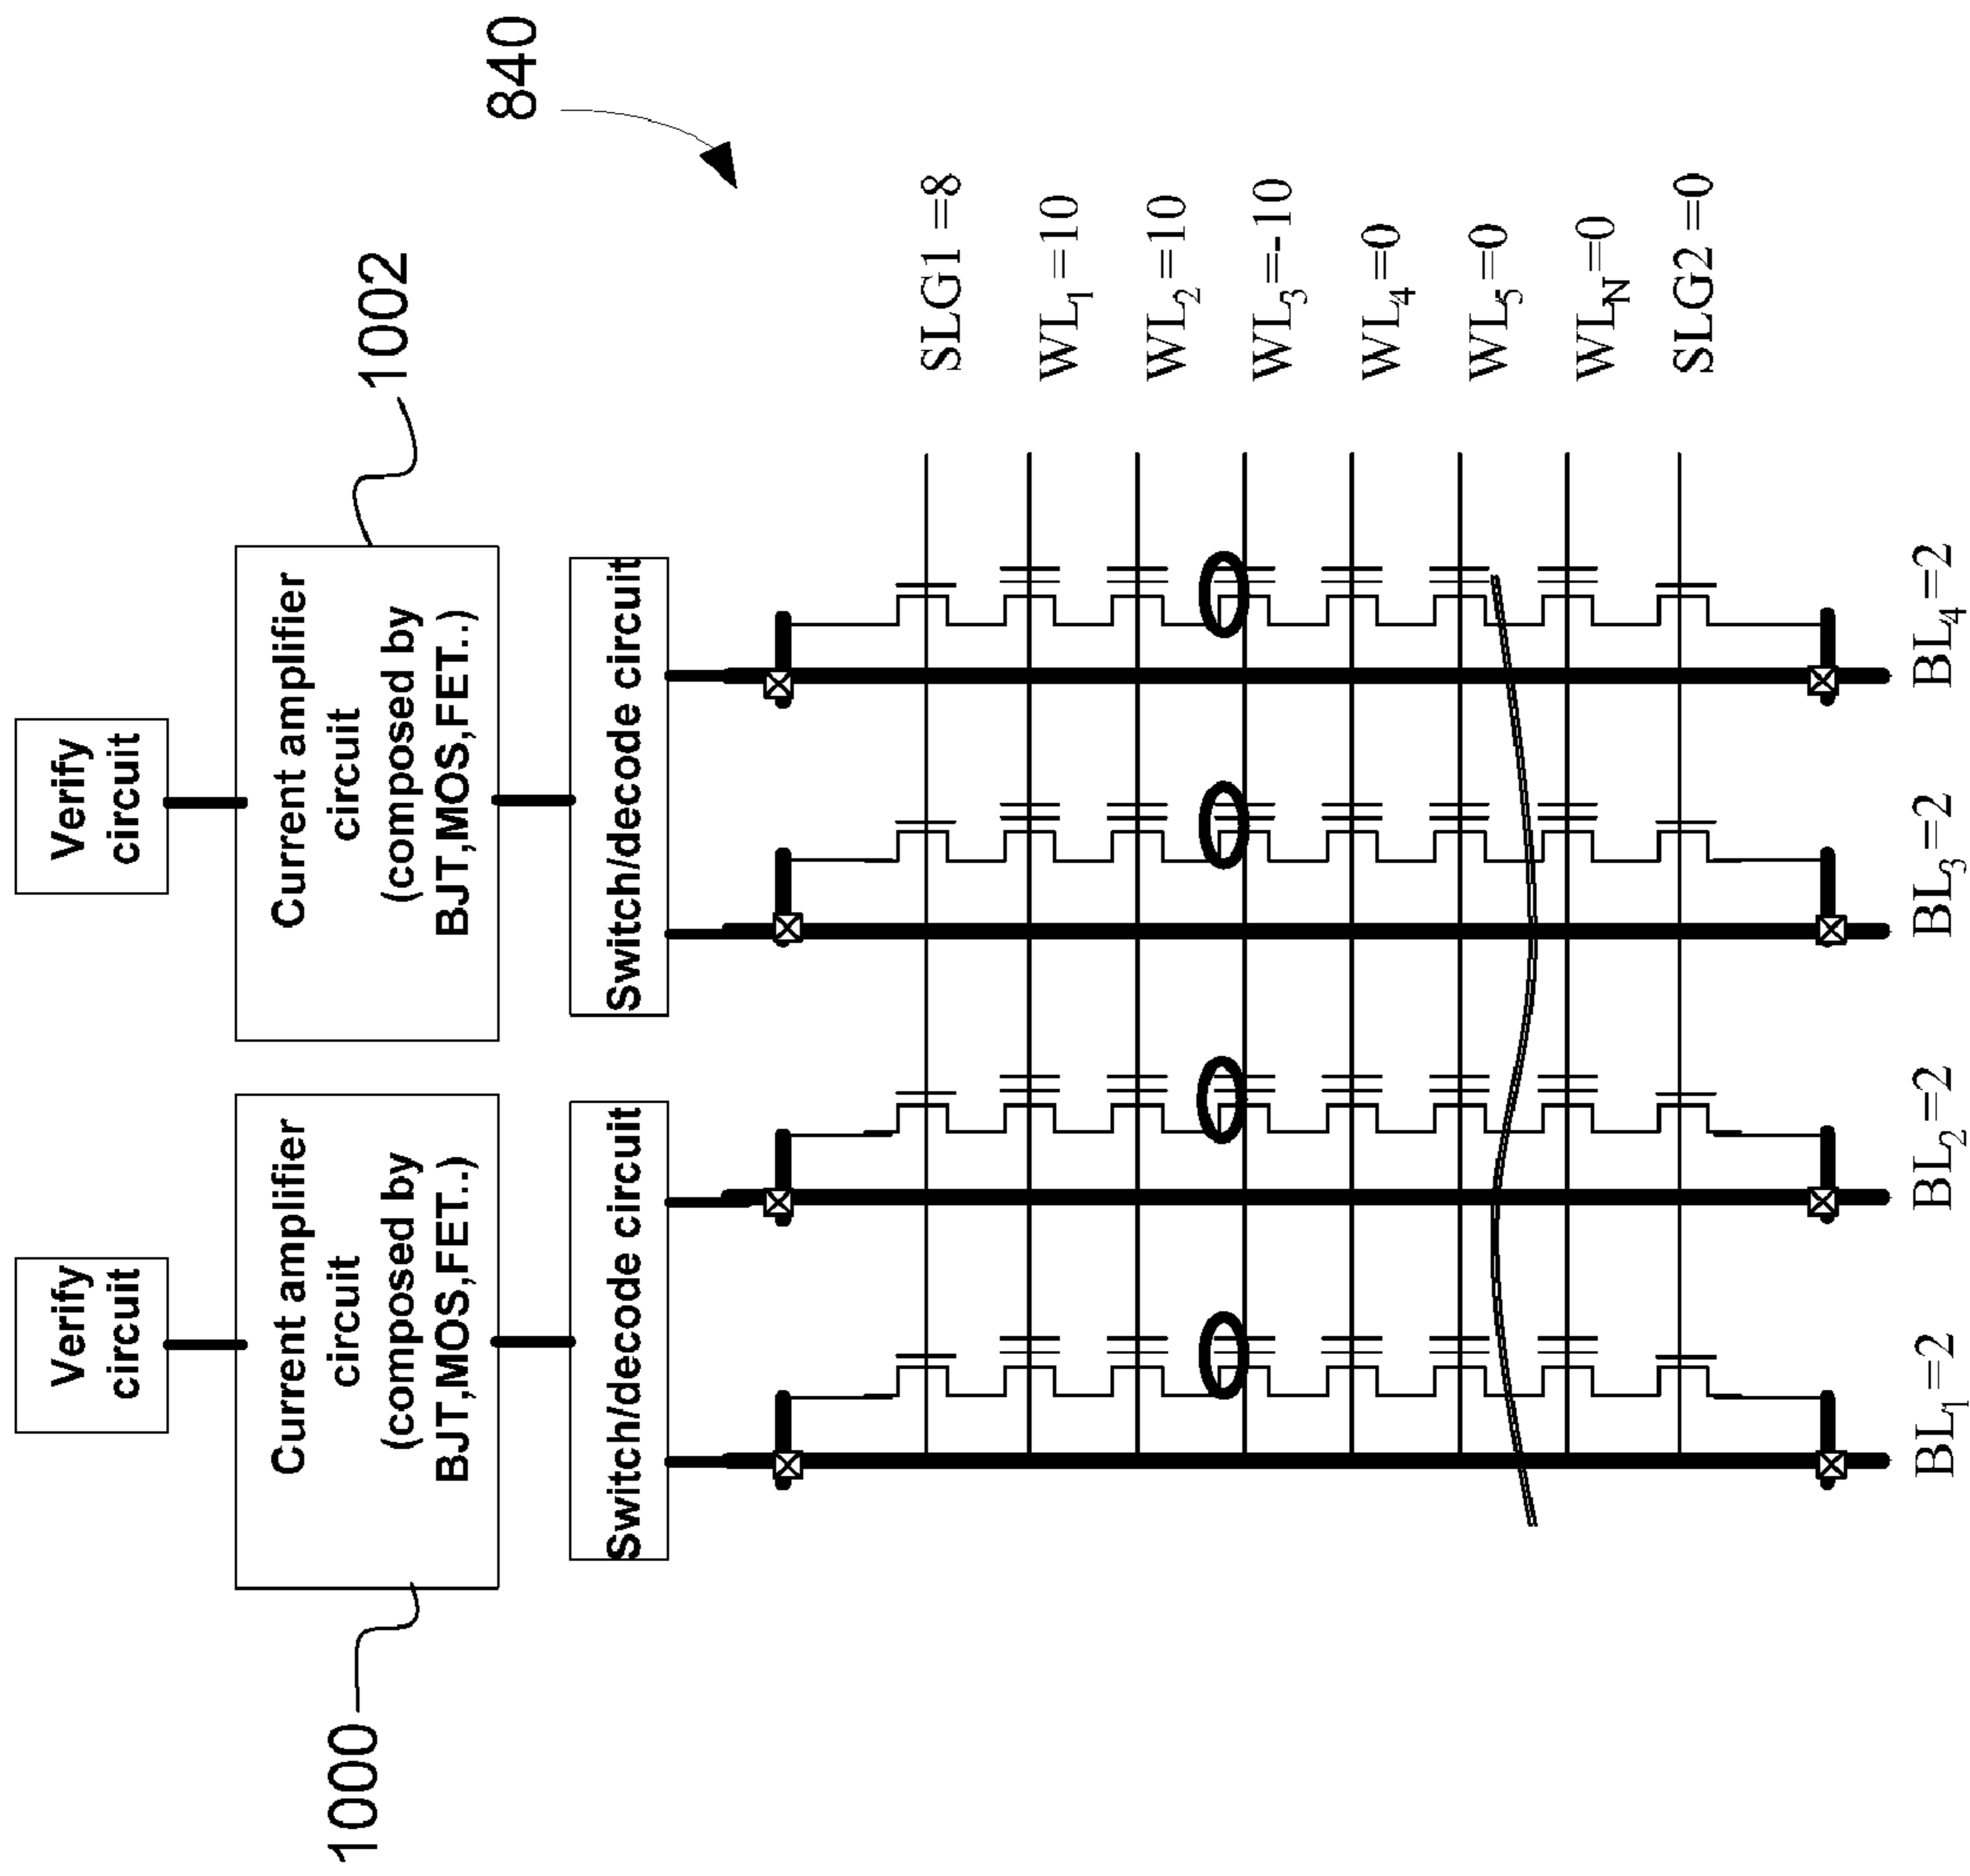 840
1002
1000
Verify
circuit
Verify
circuit
Current amplifier
circuit
(composed by
BJT,MOS,FET..)
Current amplifier
circuit
(composed by
BJT,MOS,FET..)
Switch/decode circuit
Switch/decode circuit
SLG1 =8
WL₁=10
WL₂=10
WL₃=-10
WL₄=0
WL₅=0
WL_N=0
SLG2 =0
BL₁=2
BL₂=2
BL₃=2
BL₄=2